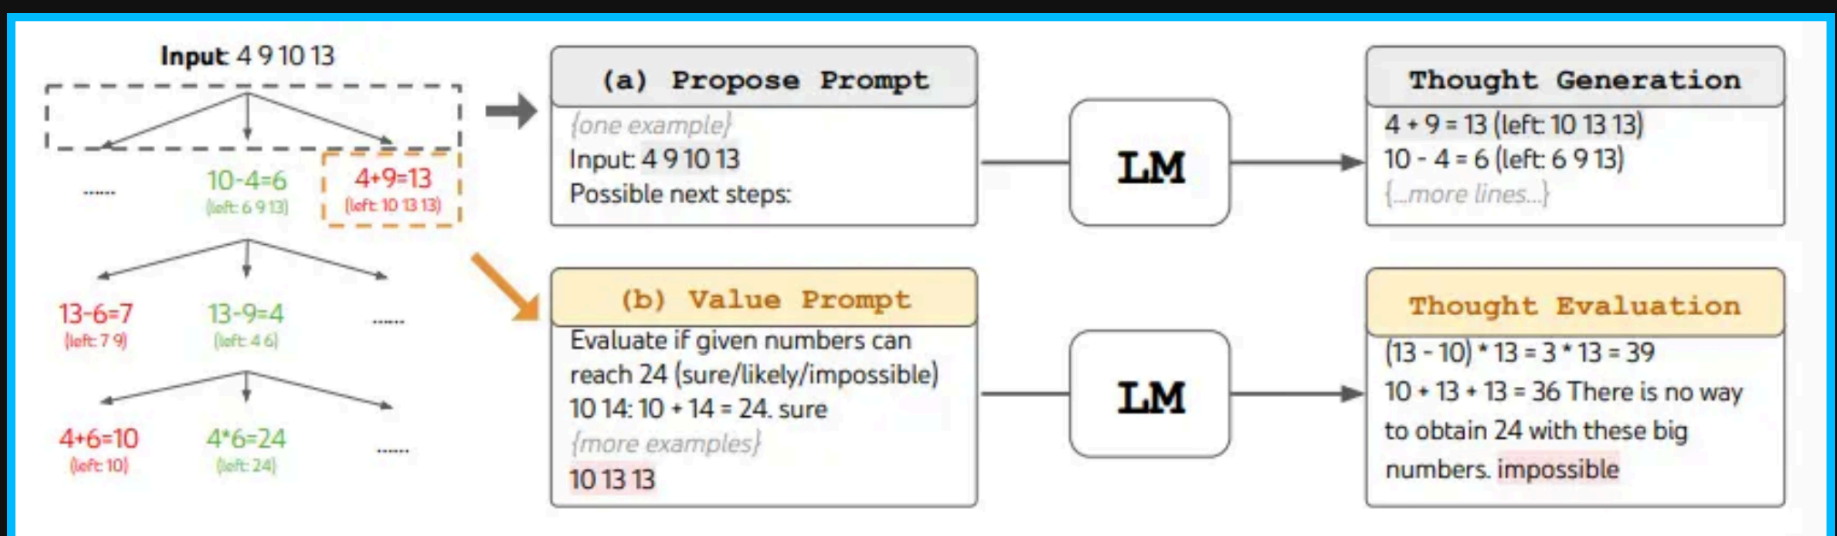 Input: 4 9 10 13
......
10-4=6
(left: 6 9 13)
4+9=13
(left: 10 13 13)
13-6=7
(left: 7 9)
13-9=4
(left: 4 6)
......
4+6=10
(left: 10)
4*6=24
(left: 24)
......
(a) Propose Prompt
{one example}
Input: 4 9 10 13
Possible next steps:
LM
Thought Generation
4 + 9 = 13 (left: 10 13 13)
10 - 4 = 6 (left: 6 9 13)
{...more lines...}
(b) Value Prompt
Evaluate if given numbers can
reach 24 (sure/likely/impossible)
10 14: 10 + 14 = 24. sure
{more examples}
10 13 13
LM
Thought Evaluation
(13 - 10) * 13 = 3 * 13 = 39
10 + 13 + 13 = 36 There is no way
to obtain 24 with these big
numbers. impossible